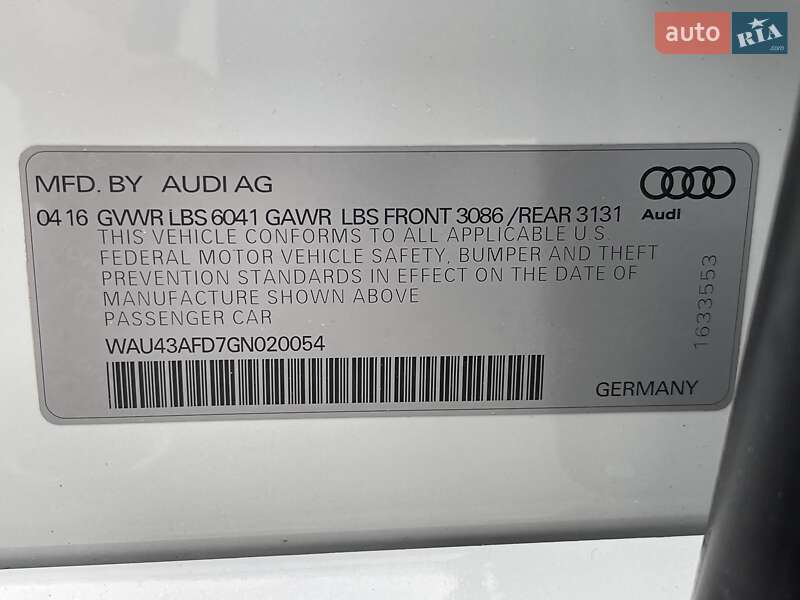 auto RIA.com
MFD. BY AUDI AG
04 16 GVWR LBS 6041 GAWR LBS FRONT 3086 /REAR 3131
Audi
THIS VEHICLE CONFORMS TO ALL APPLICABLE U.S.
FEDERAL MOTOR VEHICLE SAFETY, BUMPER AND THEFT
PREVENTION STANDARDS IN EFFECT ON THE DATE OF
MANUFACTURE SHOWN ABOVE
PASSENGER CAR
1633553
WAU43AFD7GN020054
GERMANY